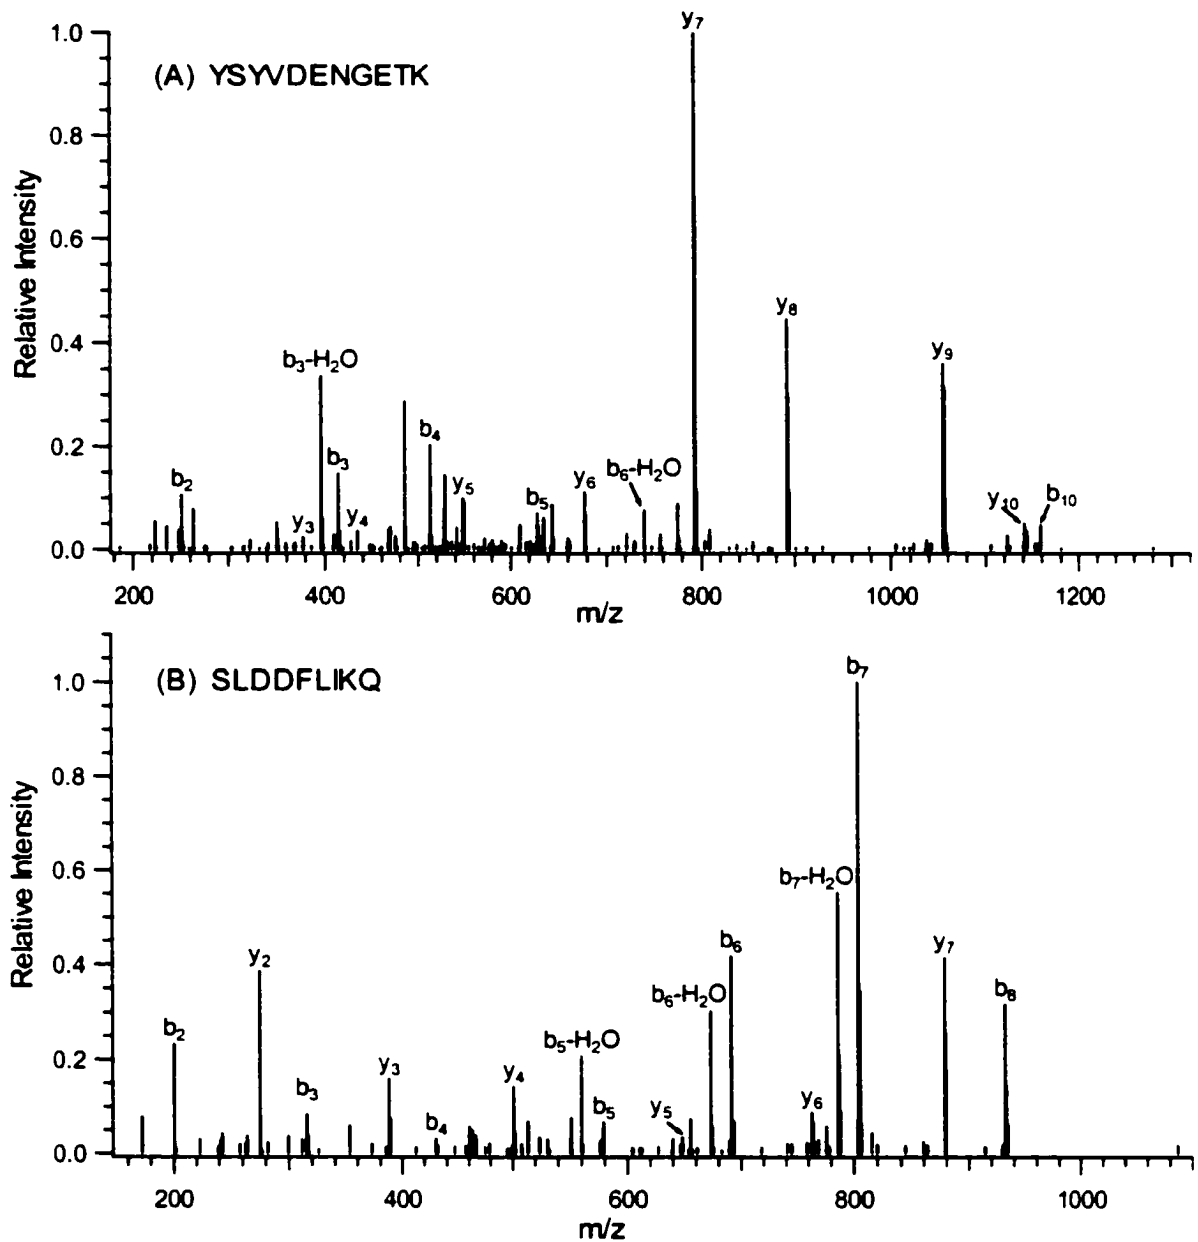 (A) YSYVDENGETK
Relative Intensity
1.0
0.8
0.6
0.4
0.2
0.0
b₂
b₃-H₂O
y₃
b₃
y₄
b₄
y₅
b₅
y₆
b₆-H₂O
y₇
y₈
y₉
y₁₀
b₁₀
200 400 600 800 1000 1200
m/z
(B) SLDDFLIKQ
Relative Intensity
1.0
0.8
0.6
0.4
0.2
0.0
b₂
y₂
b₃
y₃
b₄
y₄
b₅-H₂O
b₅
y₅
b₆-H₂O
b₆
y₆
b₇-H₂O
b₇
y₇
b₈
200 400 600 800 1000
m/z